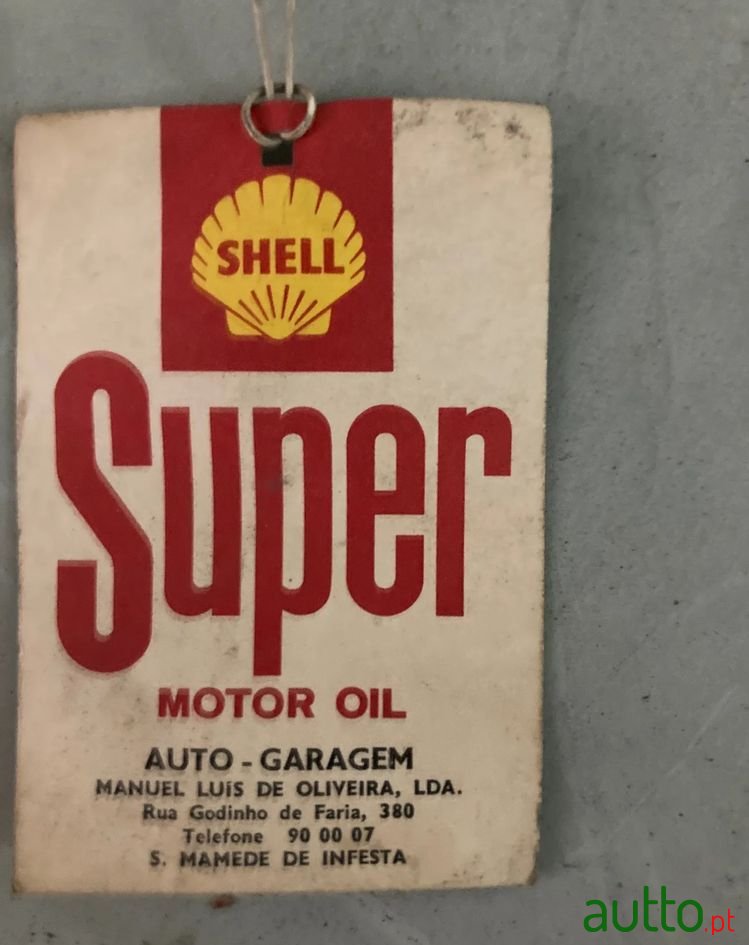 SHELL
Super
MOTOR OIL
AUTO - GARAGEM
MANUEL LUÍS DE OLIVEIRA, LDA.
Rua Godinho de Faria, 380
Telefone 90 00 07
S. MAMEDE DE INFESTA
autto.pt